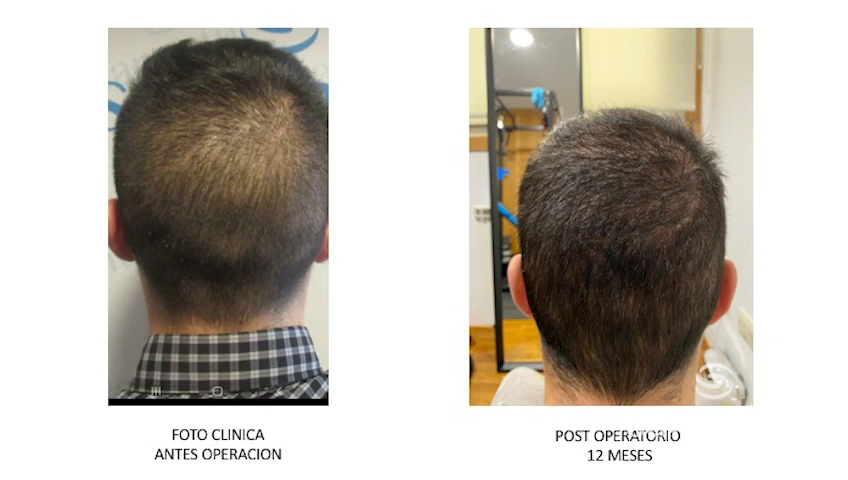 FOTO CLINICA
ANTES OPERACION
POST OPERATORIO
12 MESES